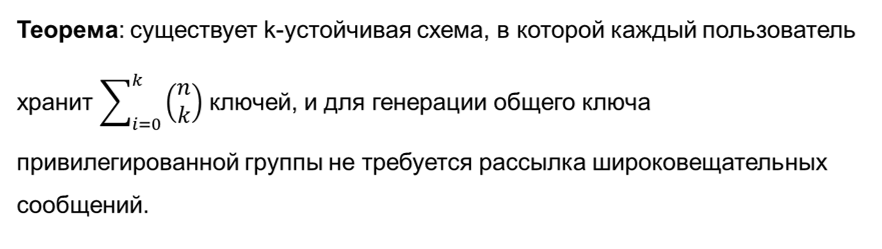 Теорема: существует k-устойчивая схема, в которой каждый пользователь
хранит $\sum_{i=0}^{k} \binom{n}{k}$ ключей, и для генерации общего ключа
привилегированной группы не требуется рассылка широковещательных
сообщений.